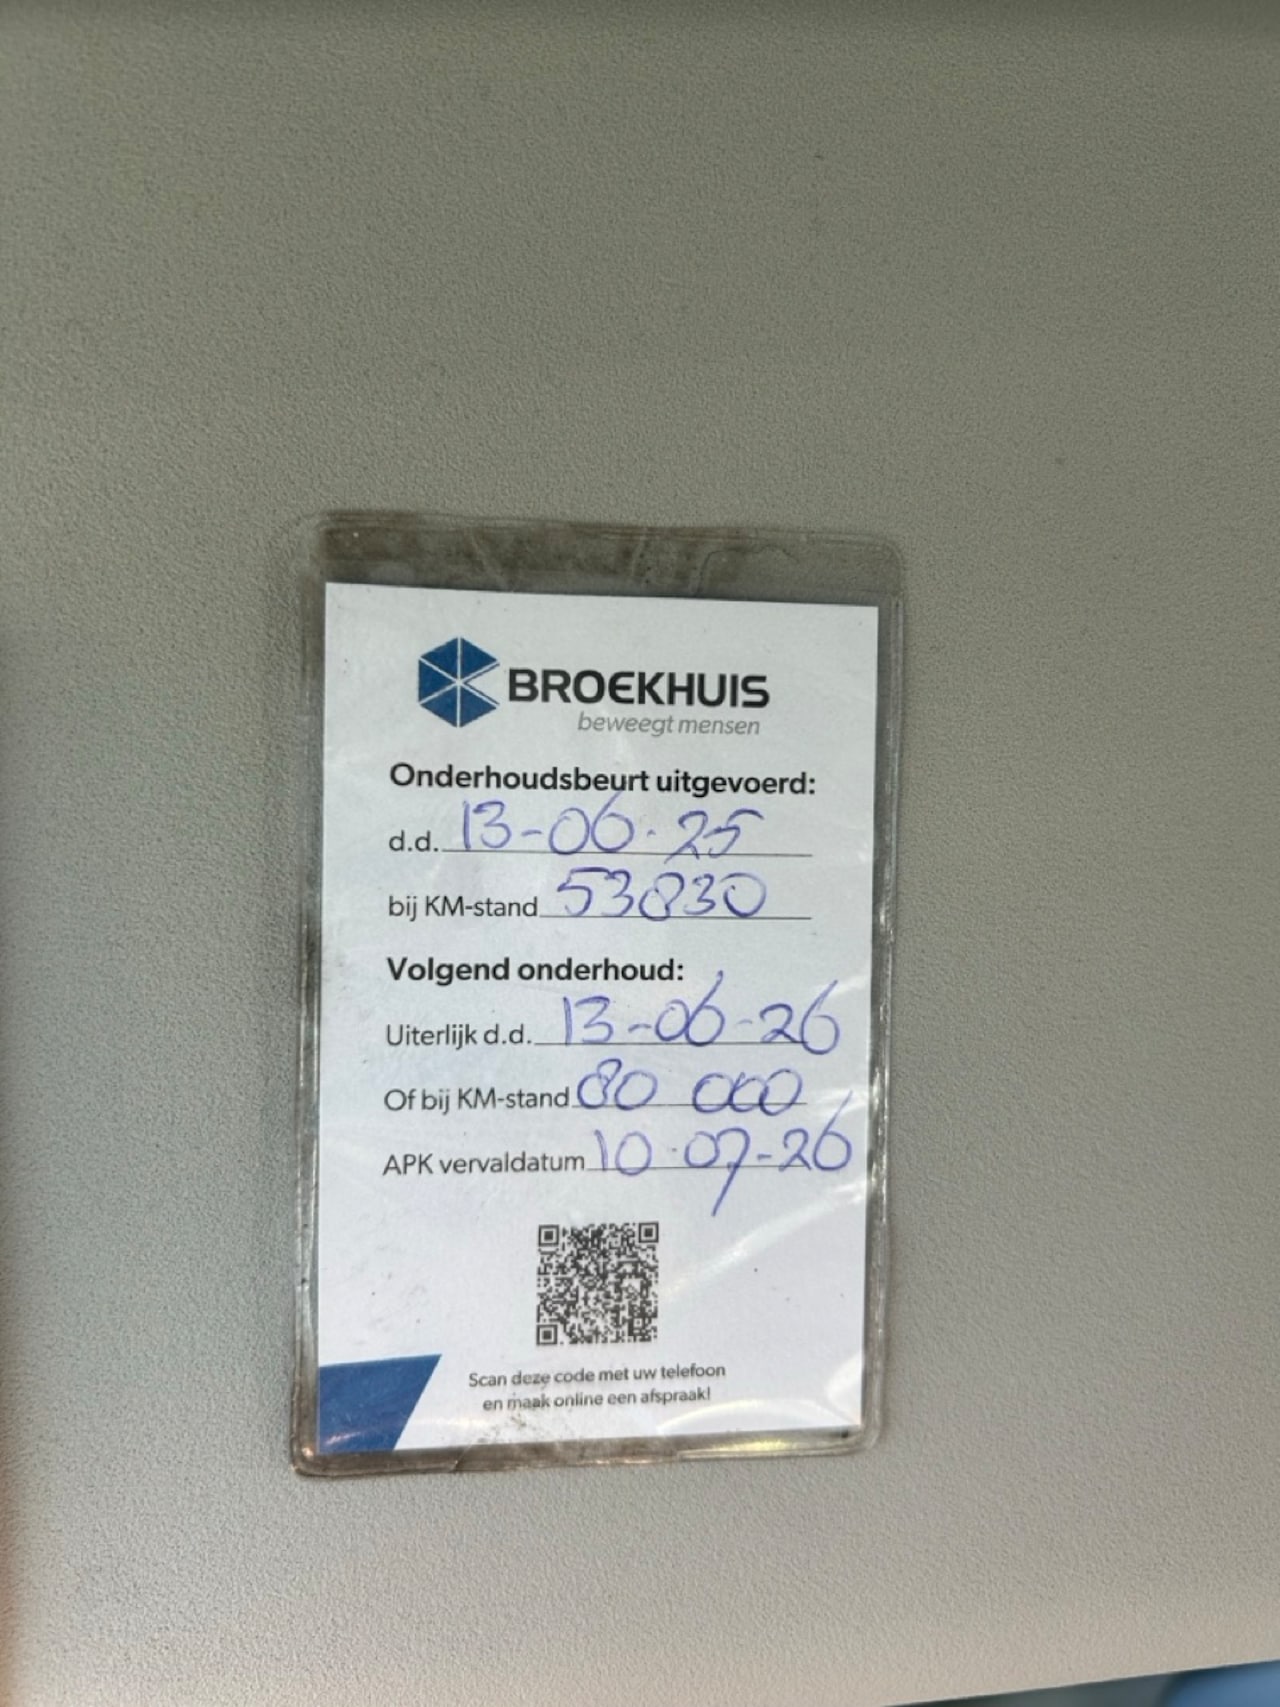 BROEKHUIS
beweegt mensen
Onderhoudsbeurt uitgevoerd:
d.d. 13-06-25
bij KM-stand 53830
Volgend onderhoud:
Uiterlijk d.d. 13-06-26
Of bij KM-stand 80 000
APK vervaldatum 10-07-26
Scan deze code met uw telefoon
en maak online een afspraak!